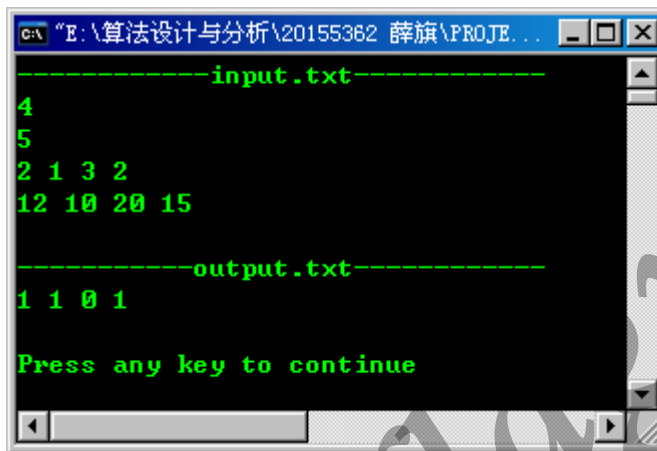 "E:\算法设计与分析\20155362 薛旗\PROJE...
------------input.txt------------
4
5
2 1 3 2
12 10 20 15
-----------output.txt------------
1 1 0 1
Press any key to continue